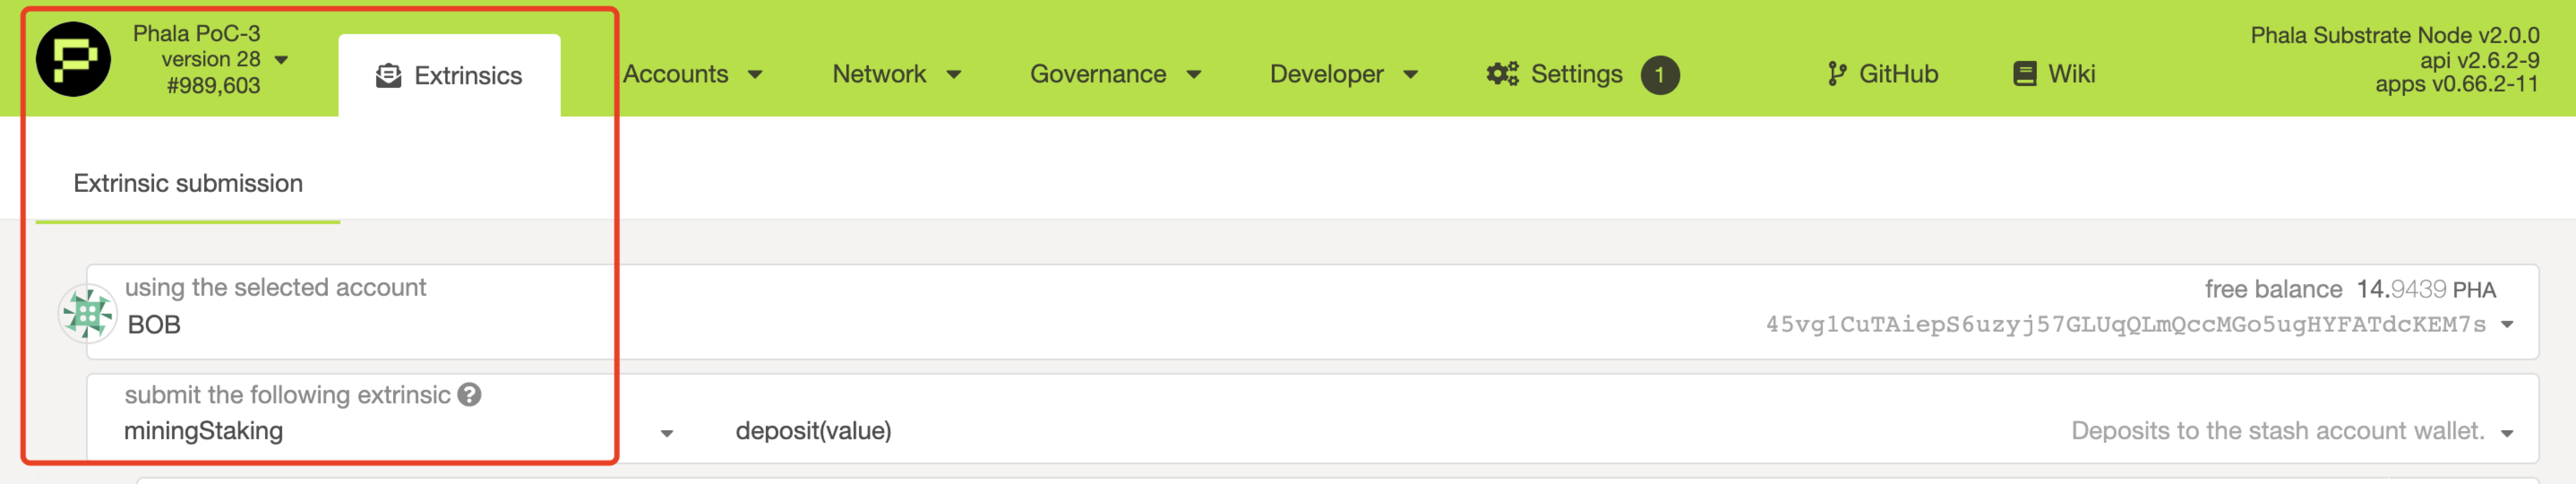 Phala PoC-3
version 28
#989,603
Extrinsics
Accounts
Network
Governance
Developer
Settings 1
GitHub
Wiki
Phala Substrate Node v2.0.0
api v2.6.2-9
apps v0.66.2-11
Extrinsic submission
using the selected account
BOB
free balance 14.9439 PHA
45vg1CuTAiepS6uzyj57GLUqQLmQccMGo5ugHYFATdcKEM7s
submit the following extrinsic ?
miningStaking
deposit(value)
Deposits to the stash account wallet.